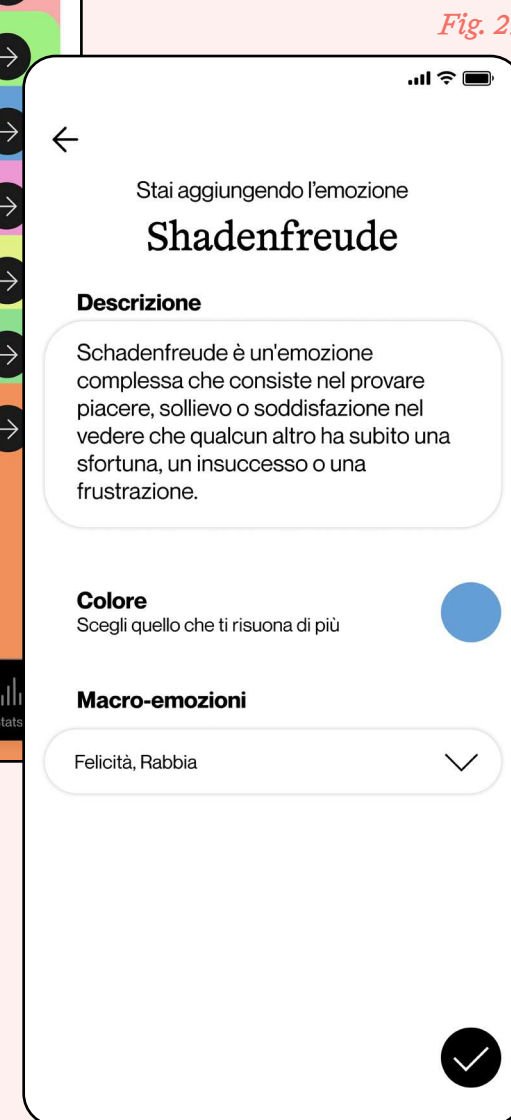 Fig. 2
Stai aggiungendo l'emozione
Shadenfreude
Descrizione
Schadenfreude è un'emozione
complessa che consiste nel provare
piacere, sollievo o soddisfazione nel
vedere che qualcun altro ha subito una
sfortuna, un insuccesso o una
frustrazione.
Colore
Scegli quello che ti risuona di più
Macro-emozioni
Felicità, Rabbia
tats